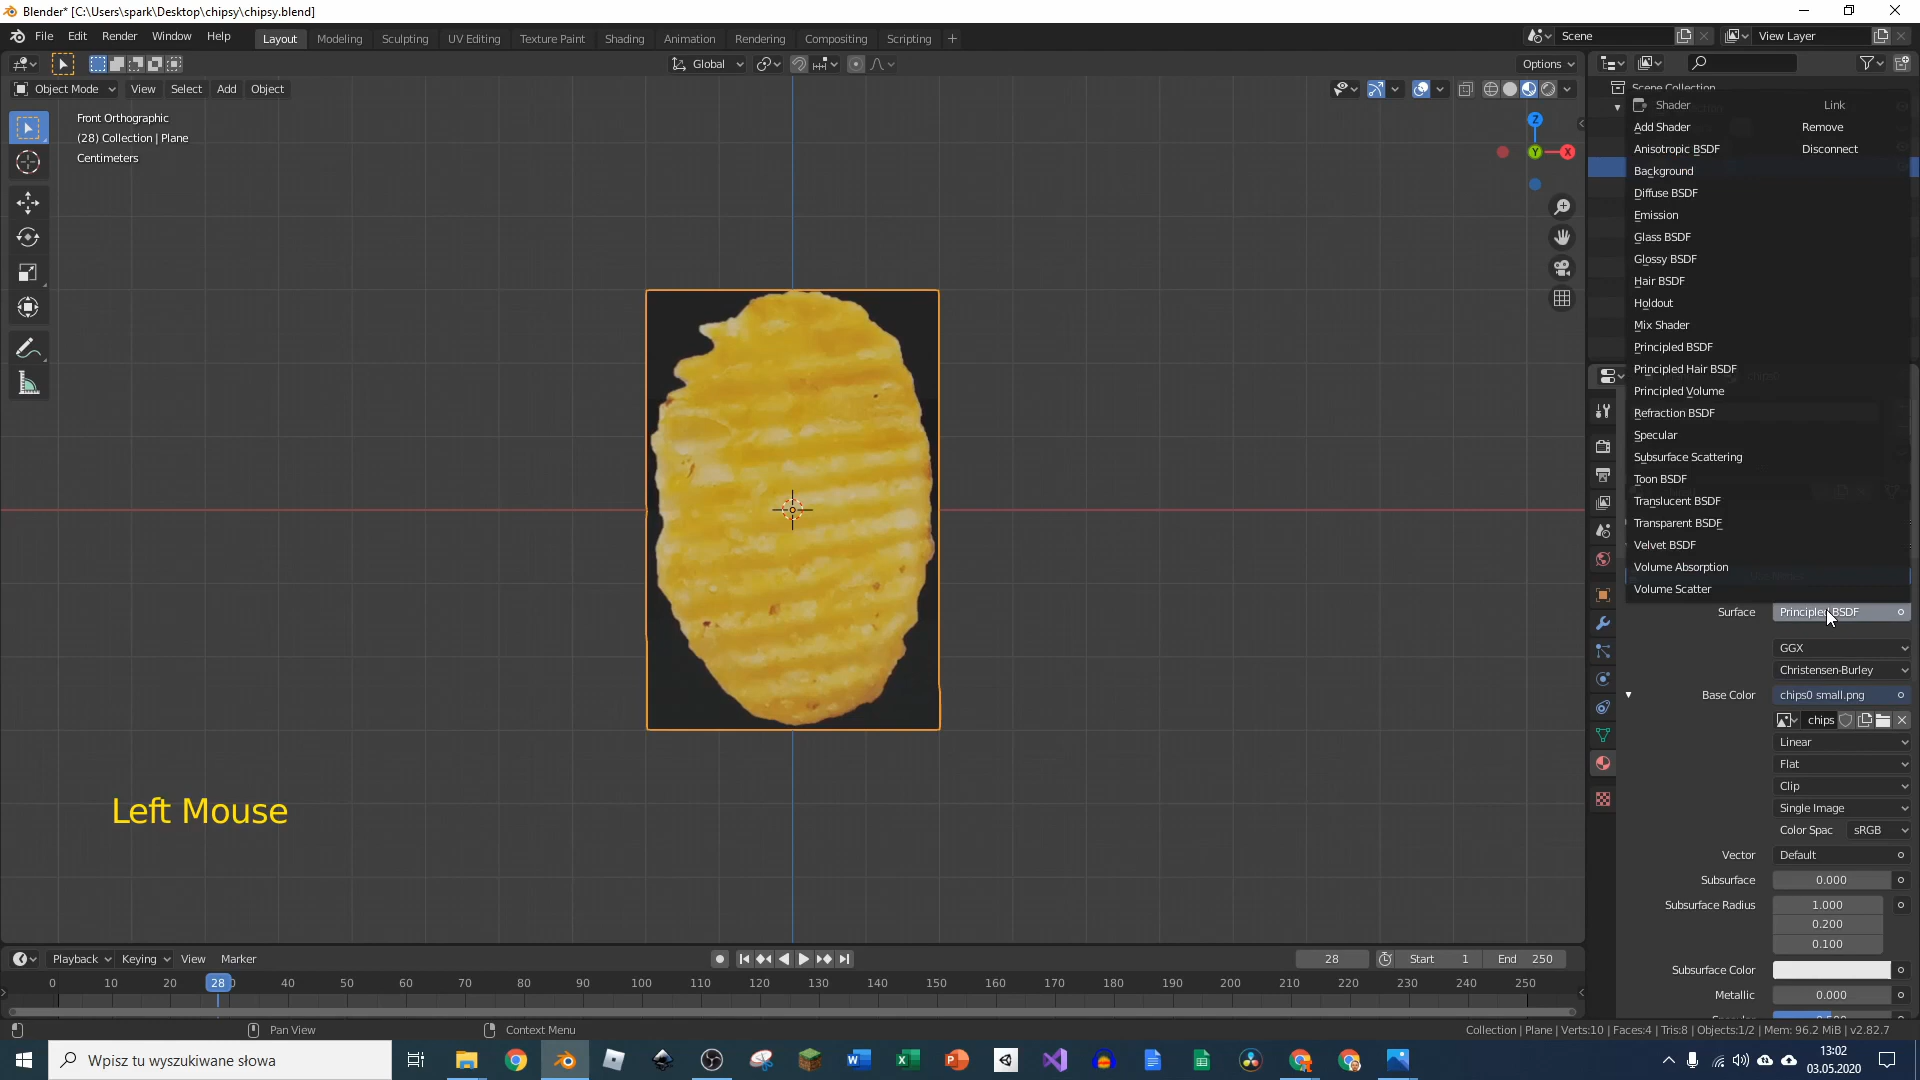 Blender* [C:\Users\spark\Desktop\chipsy\chipsy.blend]
File Edit Render Window Help
Layout Modeling Sculpting UV Editing Texture Paint Shading Animation Rendering Compositing Scripting +
Scene View Layer
Global Options
Object Mode View Select Add Object
Scene Collection
Front Orthographic
(28) Collection | Plane
Centimeters
Z
Y
X
Shader Link
Add Shader Remove
Anisotropic BSDF Disconnect
Background
Diffuse BSDF
Emission
Glass BSDF
Glossy BSDF
Hair BSDF
Holdout
Mix Shader
Principled BSDF
Principled Hair BSDF
Principled Volume
Refraction BSDF
Specular
Subsurface Scattering
Toon BSDF
Translucent BSDF
Transparent BSDF
Velvet BSDF
Volume Absorption
Volume Scatter
Surface Principled BSDF
GGX
Christensen-Burley
Base Color chips0 small.png
chips
Linear
Flat
Clip
Single Image
Color Spac sRGB
Vector Default
Subsurface 0.000
Subsurface Radius 1.000
0.200
0.100
Subsurface Color
Metallic 0.000
Left Mouse
Playback Keying View Marker 28 Start 1 End 250
0 10 20 28 40 50 60 70 80 90 100 110 120 130 140 150 160 170 180 190 200 210 220 230 240 250
Pan View Context Menu
Collection | Plane | Verts:10 | Faces:4 | Tris:8 | Objects:1/2 | Mem: 96.2 MiB | v2.82.7
Wpisz tu wyszukiwane słowa
13:02
03.05.2020